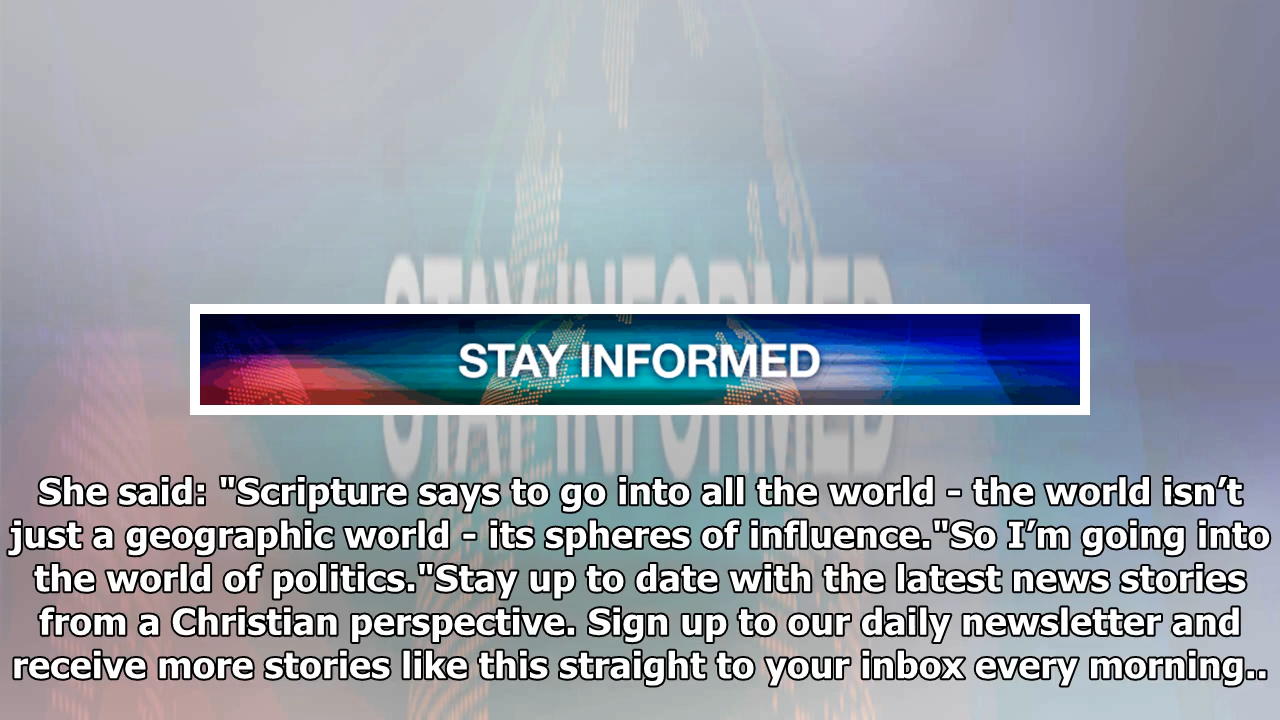 STAY INFORMED
STAY INFORMED
She said: "Scripture says to go into all the world - the world isn’t
just a geographic world - its spheres of influence."So I’m going into
the world of politics."Stay up to date with the latest news stories
from a Christian perspective. Sign up to our daily newsletter and
receive more stories like this straight to your inbox every morning..